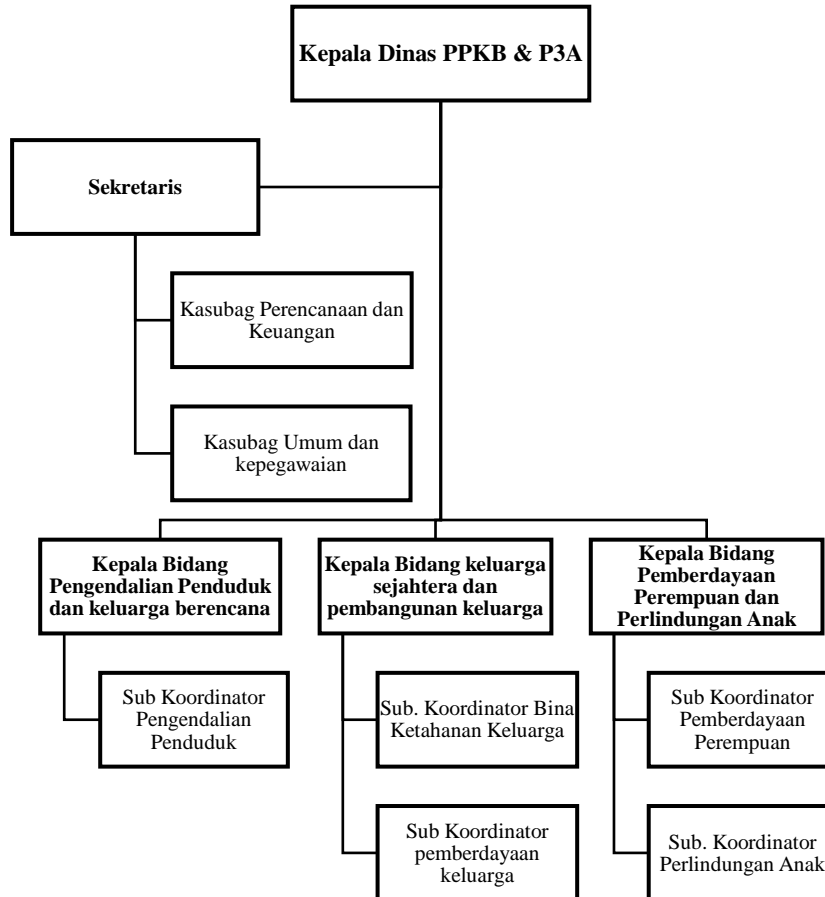 Kepala Dinas PPKB & P3A
Sekretaris
Kasubag Perencanaan dan
Keuangan
Kasubag Umum dan
kepegawaian
Kepala Bidang
Pengendalian Penduduk
dan keluarga berencana
Kepala Bidang keluarga
sejahtera dan
pembangunan keluarga
Kepala Bidang
Pemberdayaan
Perempuan dan
Perlindungan Anak
Sub Koordinator
Pengendalian
Penduduk
Sub. Koordinator Bina
Ketahanan Keluarga
Sub Koordinator
Pemberdayaan
Perempuan
Sub Koordinator
pemberdayaan
keluarga
Sub. Koordinator
Perlindungan Anak